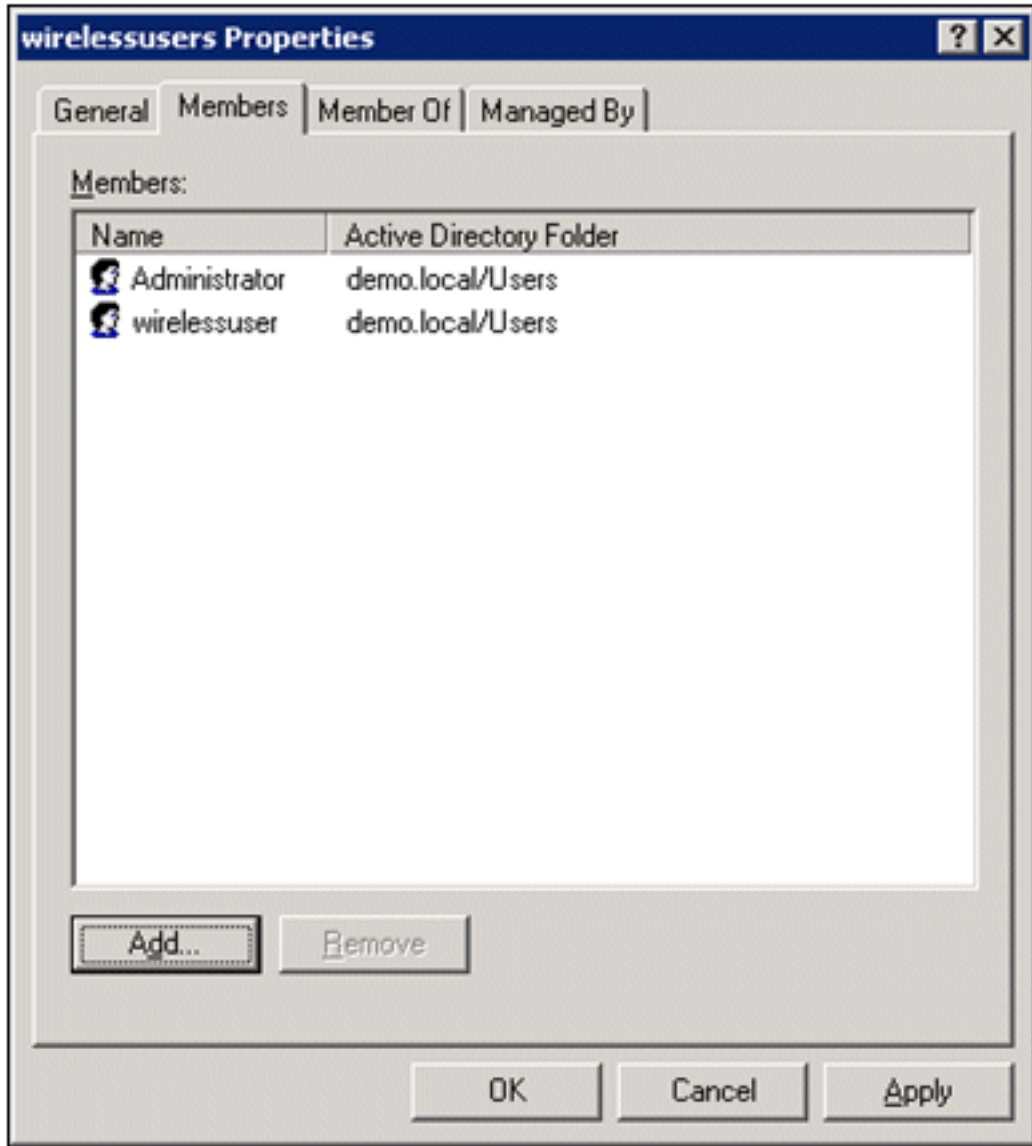 wirelessusers Properties
General Members Member Of Managed By
Members:
Name Active Directory Folder
Administrator demo.local/Users
wirelessuser demo.local/Users
Add... Remove
OK Cancel Apply